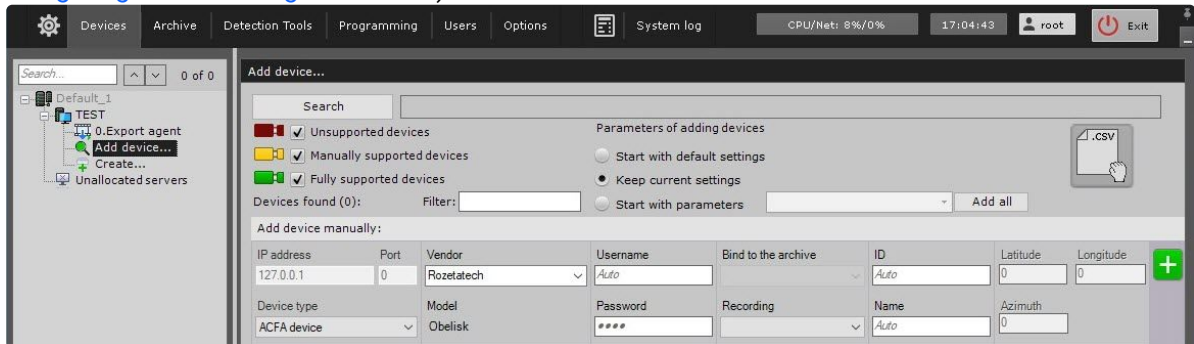 Devices Archive Detection Tools Programming Users Options System log CPU/Net: 8%/0% 17:04:43 root Exit
Search... 0 of 0
Default_1
TEST
0.Export agent
Add device...
Create...
Unallocated servers
Add device...
Search
Unsupported devices
Manually supported devices
Fully supported devices
Devices found (0): Filter:
Parameters of adding devices
Start with default settings
Keep current settings
Start with parameters Add all
.csv
Add device manually:
IP address Port Vendor Username Bind to the archive ID Latitude Longitude
127.0.0.1 0 Rozetatech Auto Auto 0 0
Device type Model Password Recording Name Azimuth
ACFA device Obelisk •••• Auto 0